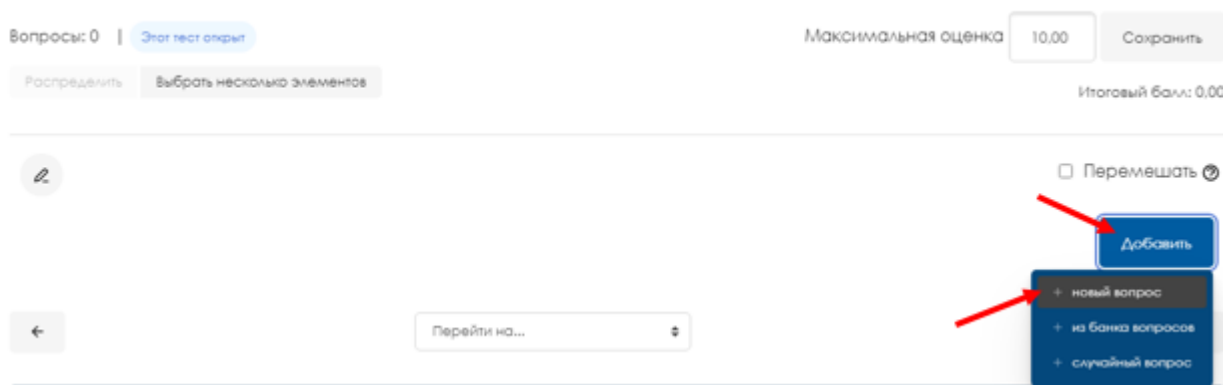 Вопросы: 0 | Этот тест открыт
Максимальная оценка 10,00 Сохранить
Распределить Выбрать несколько элементов
Итоговый балл: 0,00
Перемешать
Добавить
+ новый вопрос
Перейти на...
+ из банка вопросов
+ случайный вопрос